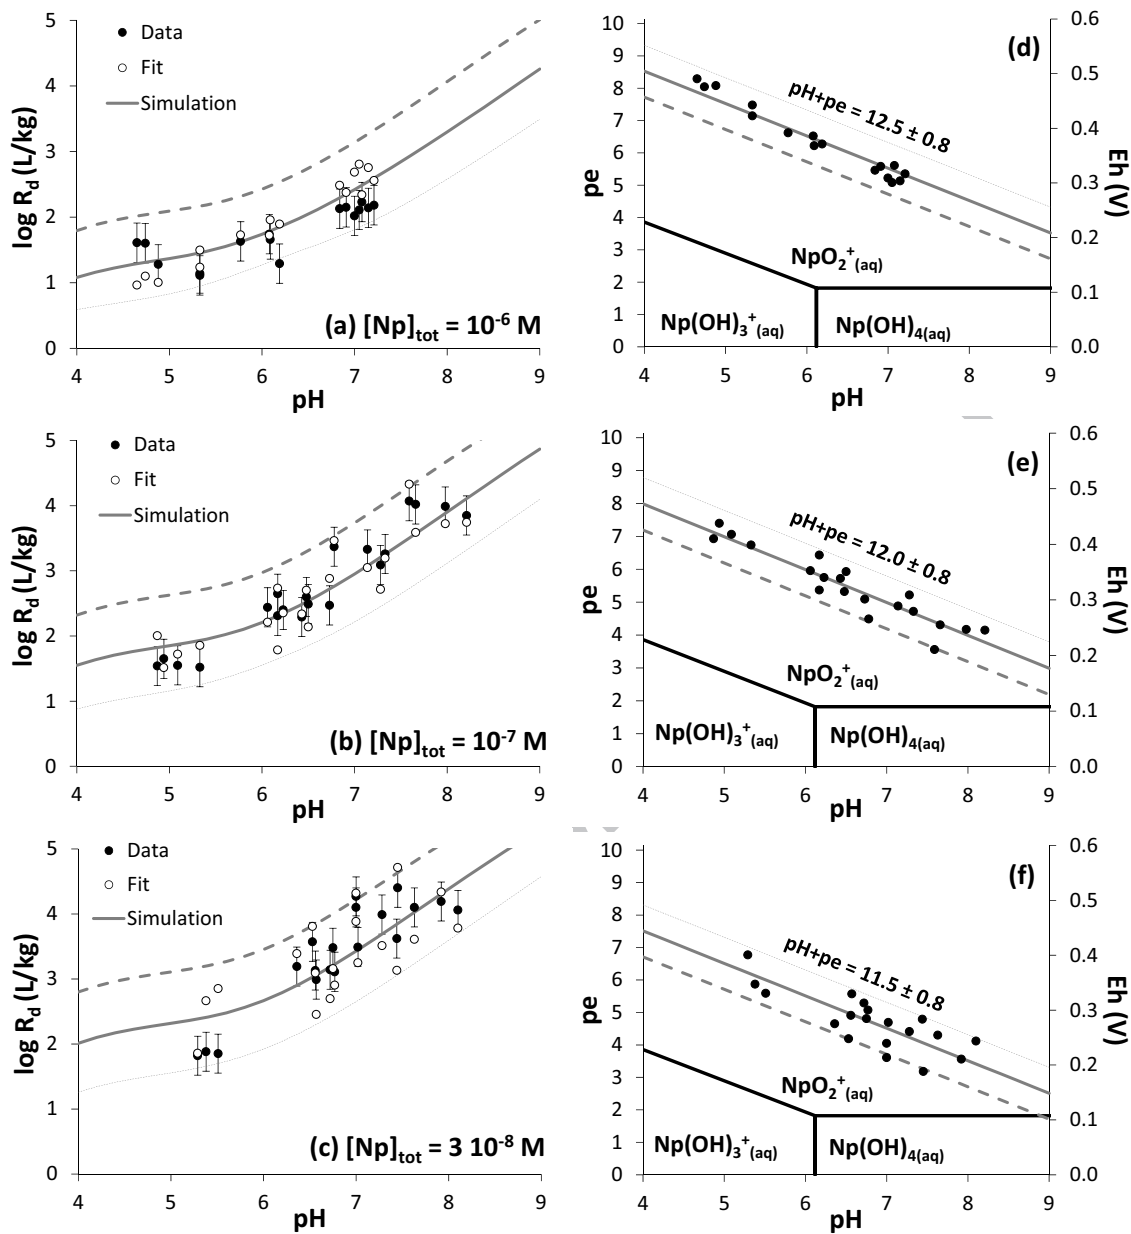 5
4
3
2
1
0
log R_d (L/kg)
Data
Fit
Simulation
(a) [Np]_tot = 10^-6 M
4 5 6 7 8 9
pH
10
9
8
7
6
5
4
3
2
1
0
pe
(d)
pH+pe = 12.5 ± 0.8
NpO₂⁺(aq)
Np(OH)₃⁺(aq) Np(OH)₄(aq)
0.6
0.5
0.4
0.3
0.2
0.1
0.0
Eh (V)
4 5 6 7 8 9
pH
5
4
3
2
1
0
log R_d (L/kg)
Data
Fit
Simulation
(b) [Np]_tot = 10^-7 M
4 5 6 7 8 9
pH
10
9
8
7
6
5
4
3
2
1
0
pe
(e)
pH+pe = 12.0 ± 0.8
NpO₂⁺(aq)
Np(OH)₃⁺(aq) Np(OH)₄(aq)
0.6
0.5
0.4
0.3
0.2
0.1
0.0
Eh (V)
4 5 6 7 8 9
pH
5
4
3
2
1
0
log R_d (L/kg)
Data
Fit
Simulation
(c) [Np]_tot = 3 10^-8 M
4 5 6 7 8 9
pH
10
9
8
7
6
5
4
3
2
1
0
pe
(f)
pH+pe = 11.5 ± 0.8
NpO₂⁺(aq)
Np(OH)₃⁺(aq) Np(OH)₄(aq)
0.6
0.5
0.4
0.3
0.2
0.1
0.0
Eh (V)
4 5 6 7 8 9
pH